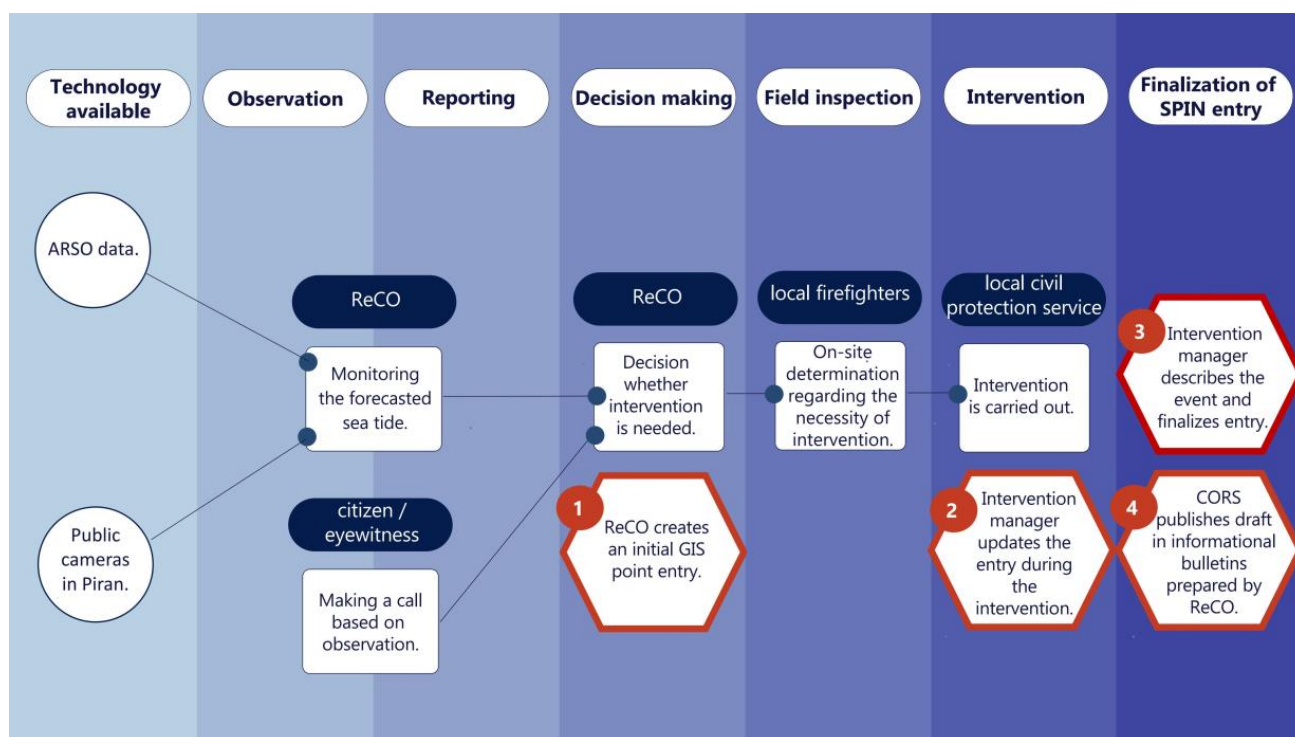 Technology
available
Observation
Reporting
Decision making
Field inspection
Intervention
Finalization of
SPIN entry
ARSO data.
Public
cameras
in Piran.
ReCO
Monitoring
the forecasted
sea tide.
citizen /
eyewitness
Making a call
based on
observation.
ReCO
Decision
whether
intervention
is needed.
1
ReCO creates
an initial GIS
point entry.
local firefighters
On-site
determination
regarding the
necessity of
intervention.
local civil
protection service
Intervention
is carried out.
2
Intervention
manager
updates the
entry during
the
intervention.
3
Intervention
manager
describes the
event and
finalizes entry.
4
CORS
publishes draft
in informational
bulletins
prepared by
ReCO.